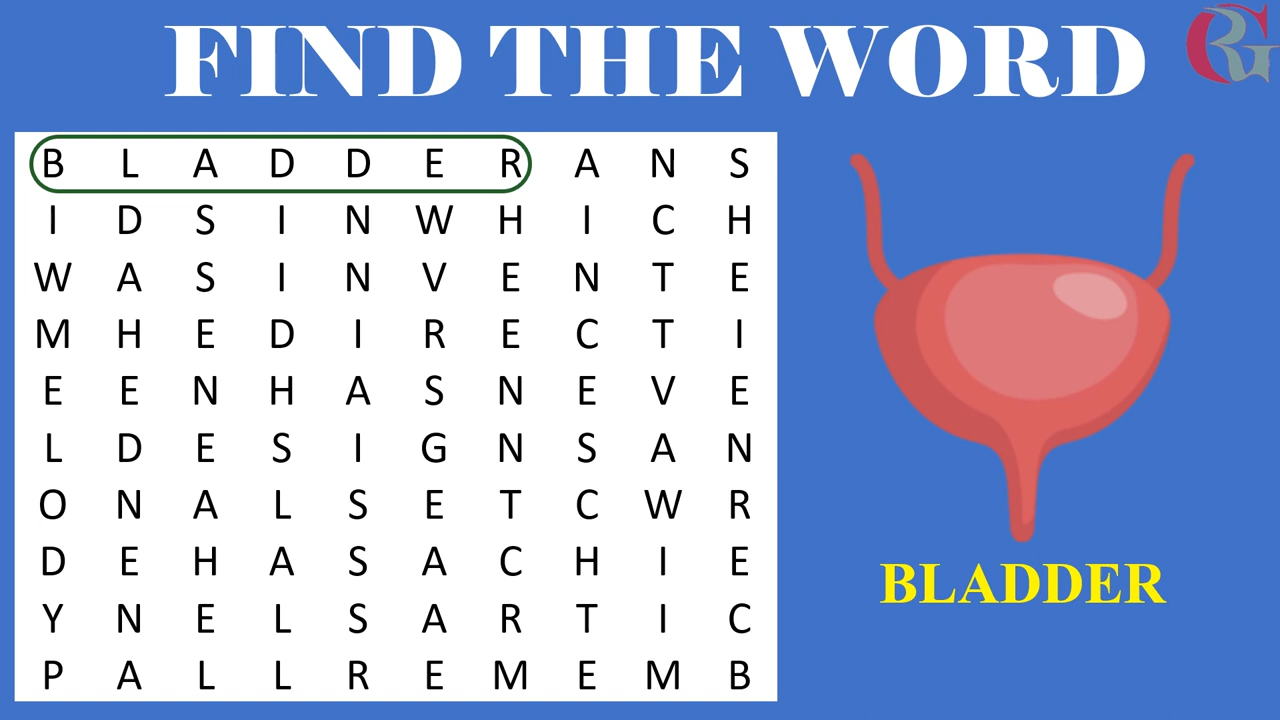 FIND THE WORD
B L A D D E R A N S
I D S I N W H I C H
W A S I N V E N T E
M H E D I R E C T I
E E N H A S N E V E
L D E S I G N S A N
O N A L S E T C W R
D E H A S A C H I E
Y N E L S A R T I C
P A L L R E M E M B
BLADDER